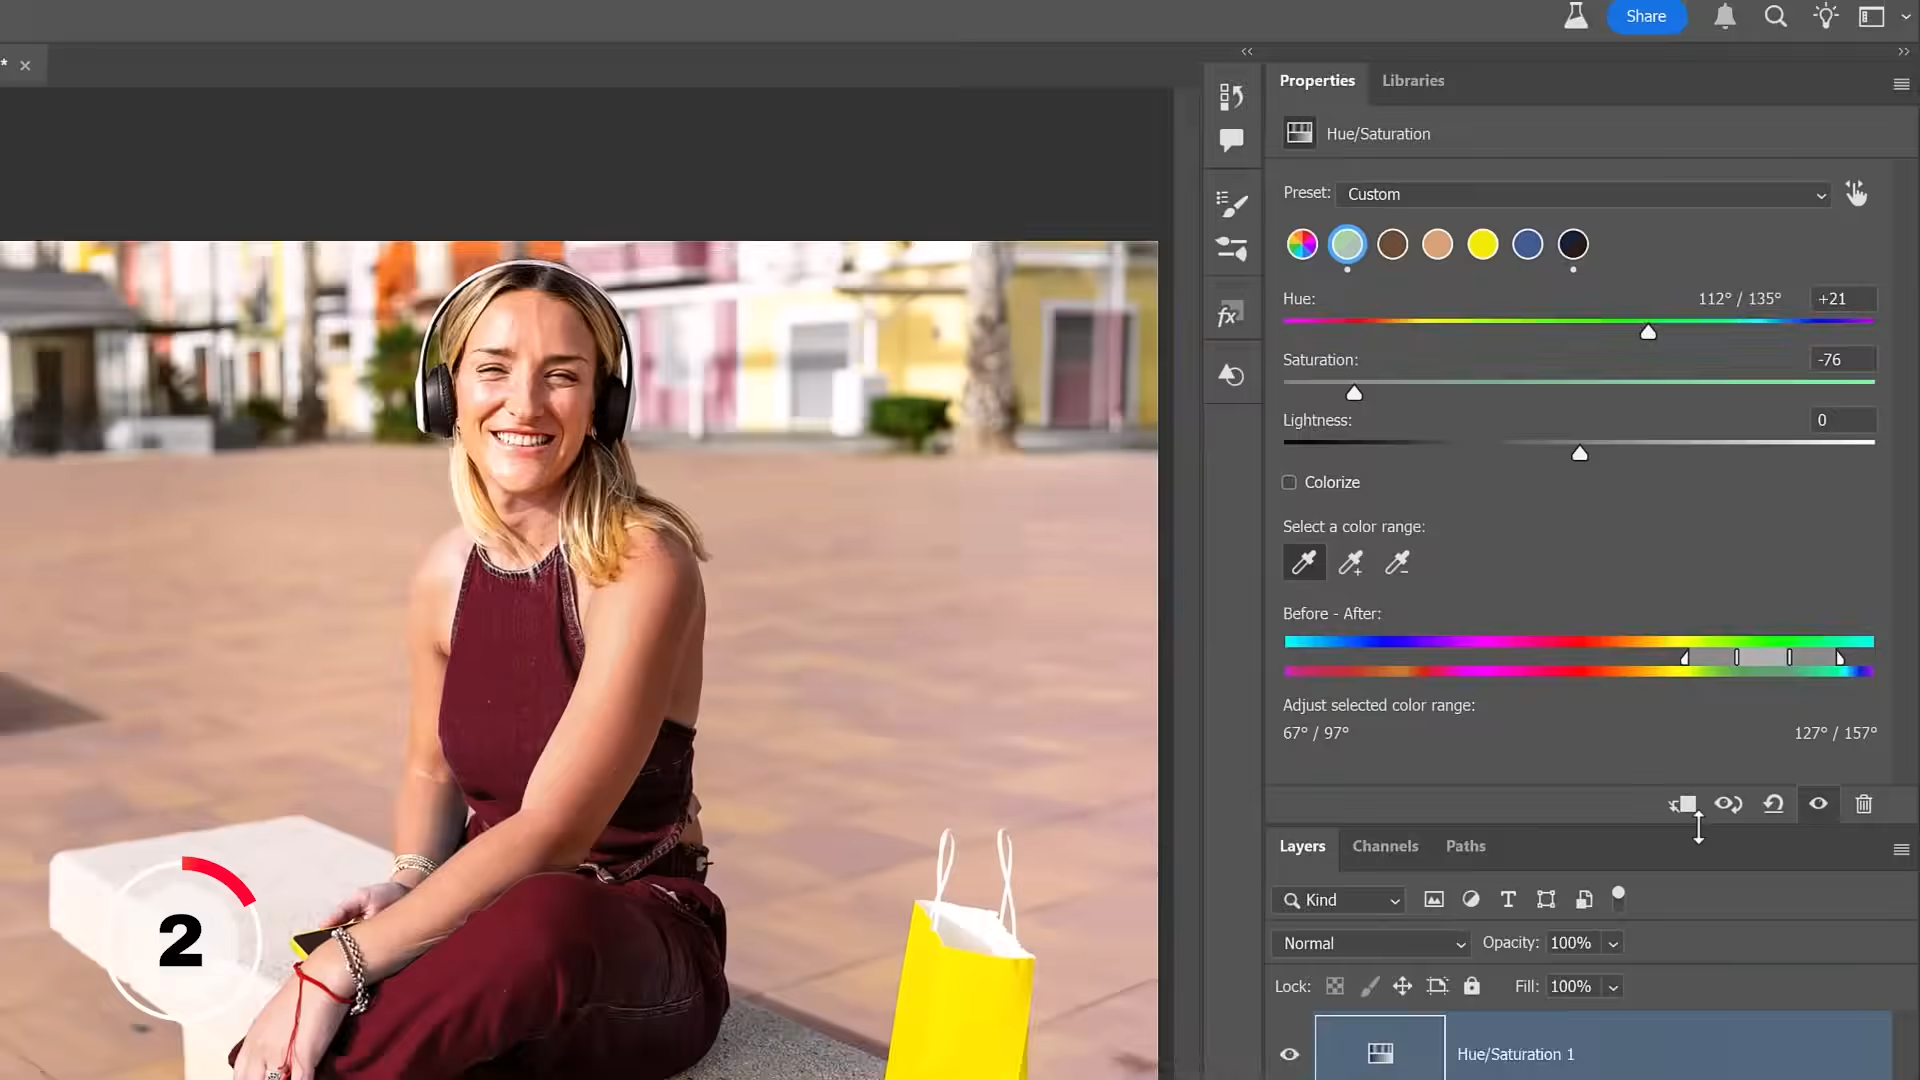 Share
*
Properties Libraries
Hue/Saturation
Preset: Custom
Hue: 112° / 135° +21
Saturation: -76
Lightness: 0
Colorize
Select a color range:
Before - After:
Adjust selected color range:
67° / 97° 127° / 157°
Layers Channels Paths
Kind
Normal Opacity: 100%
Lock: Fill: 100%
Hue/Saturation 1
fx
2